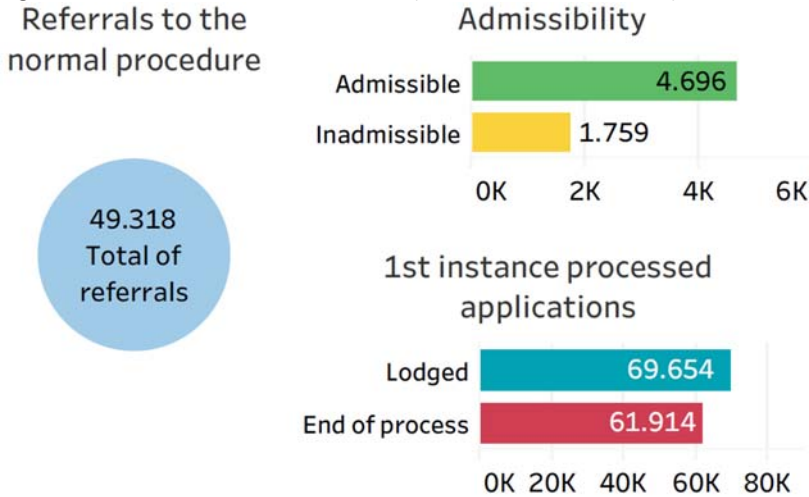 Referrals to the
normal procedure
49.318
Total of
referrals
Admissibility
Admissible
4.696
Inadmissible
1.759
0K 2K 4K 6K
1st instance processed
applications
Lodged
69.654
End of process
61.914
0K 20K 40K 60K 80K